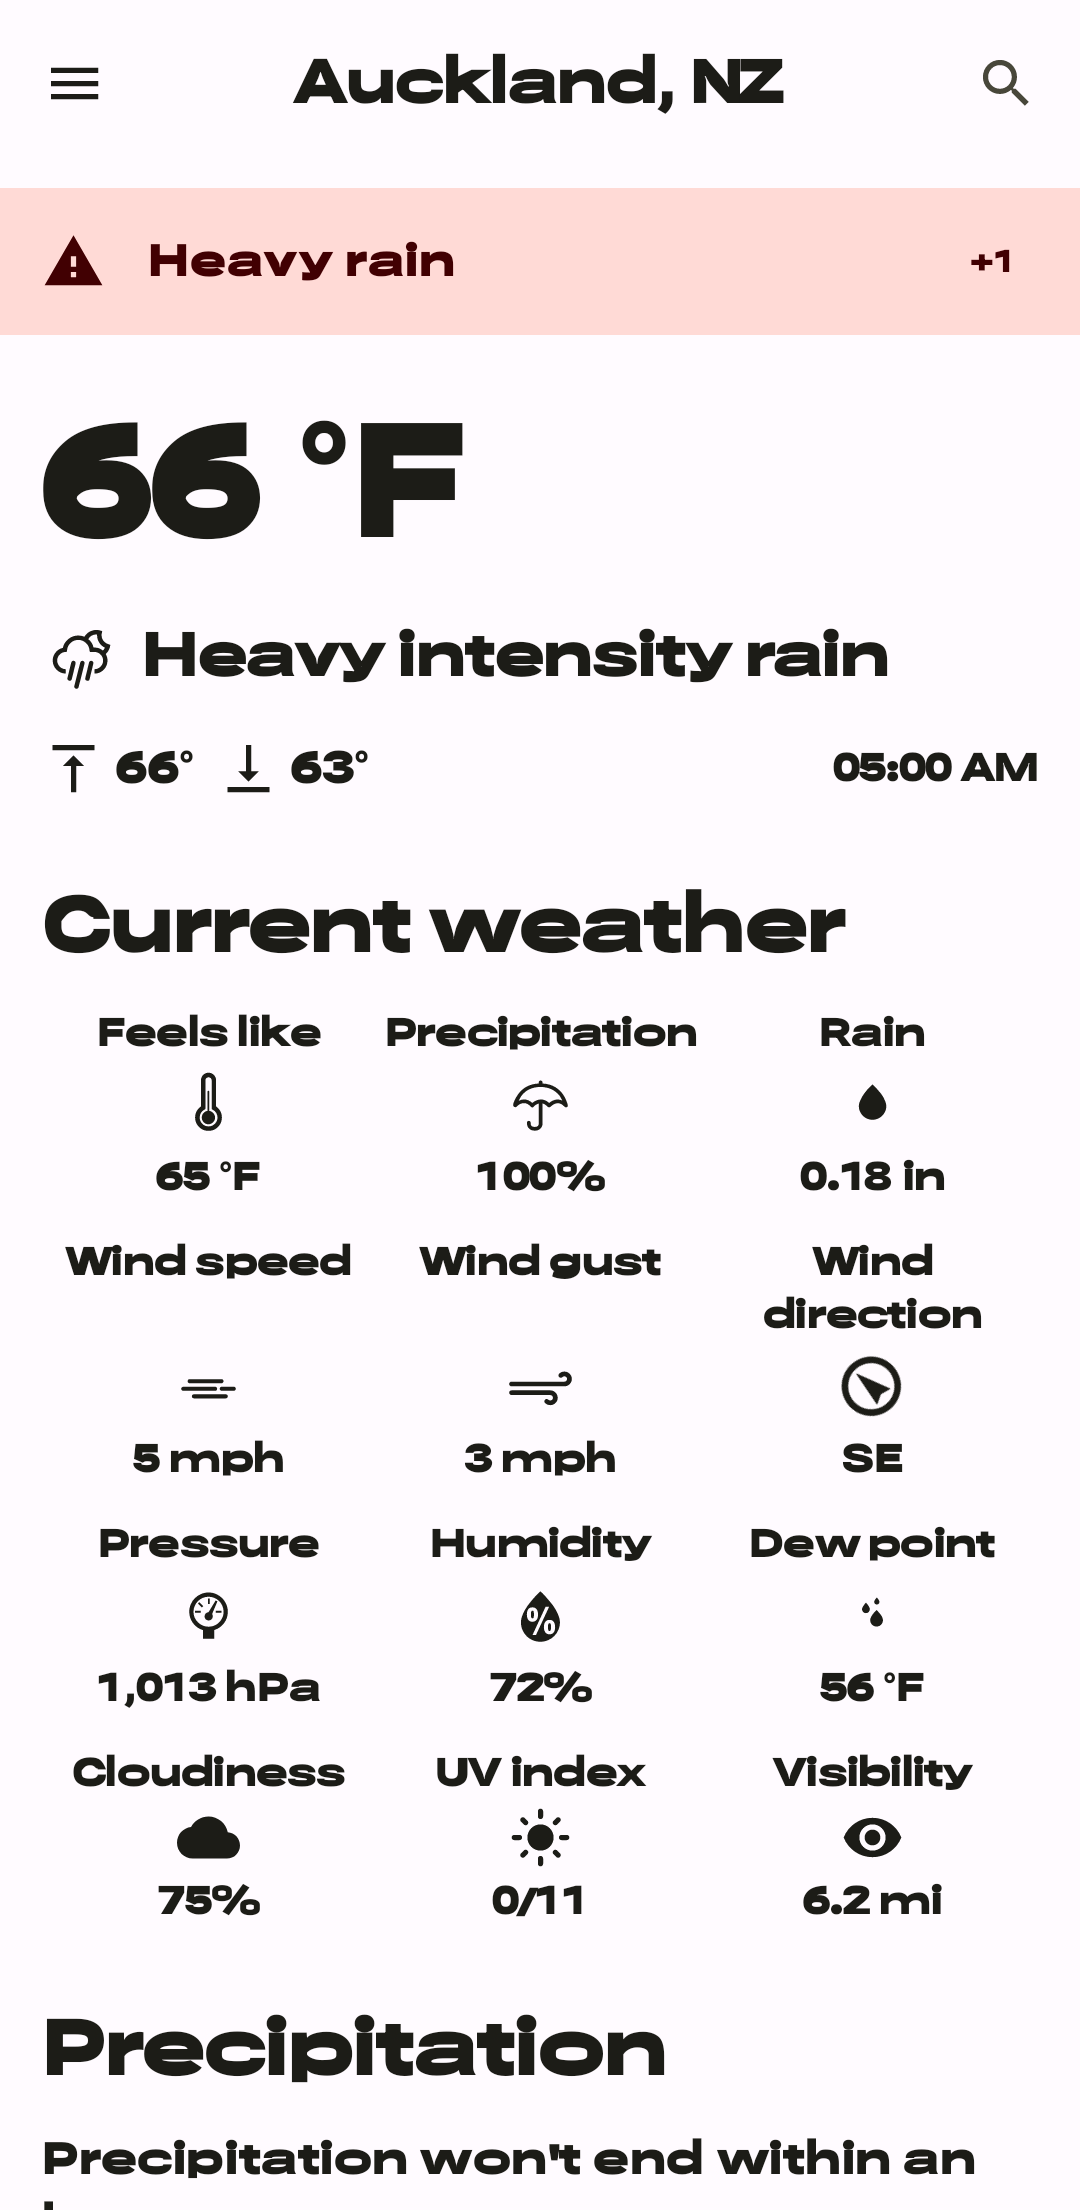 Auckland, NZ
Heavy rain
+1
66 °F
Heavy intensity rain
66° 63° 05:00 AM
Current weather
Feels like Precipitation Rain
65 °F 100% 0.18 in
Wind speed Wind gust Wind
direction
5 mph 3 mph SE
Pressure Humidity Dew point
%
1,013 hPa 72% 56 °F
Cloudiness UV index Visibility
75% 0/11 6.2 mi
Precipitation
Precipitation won't end within an